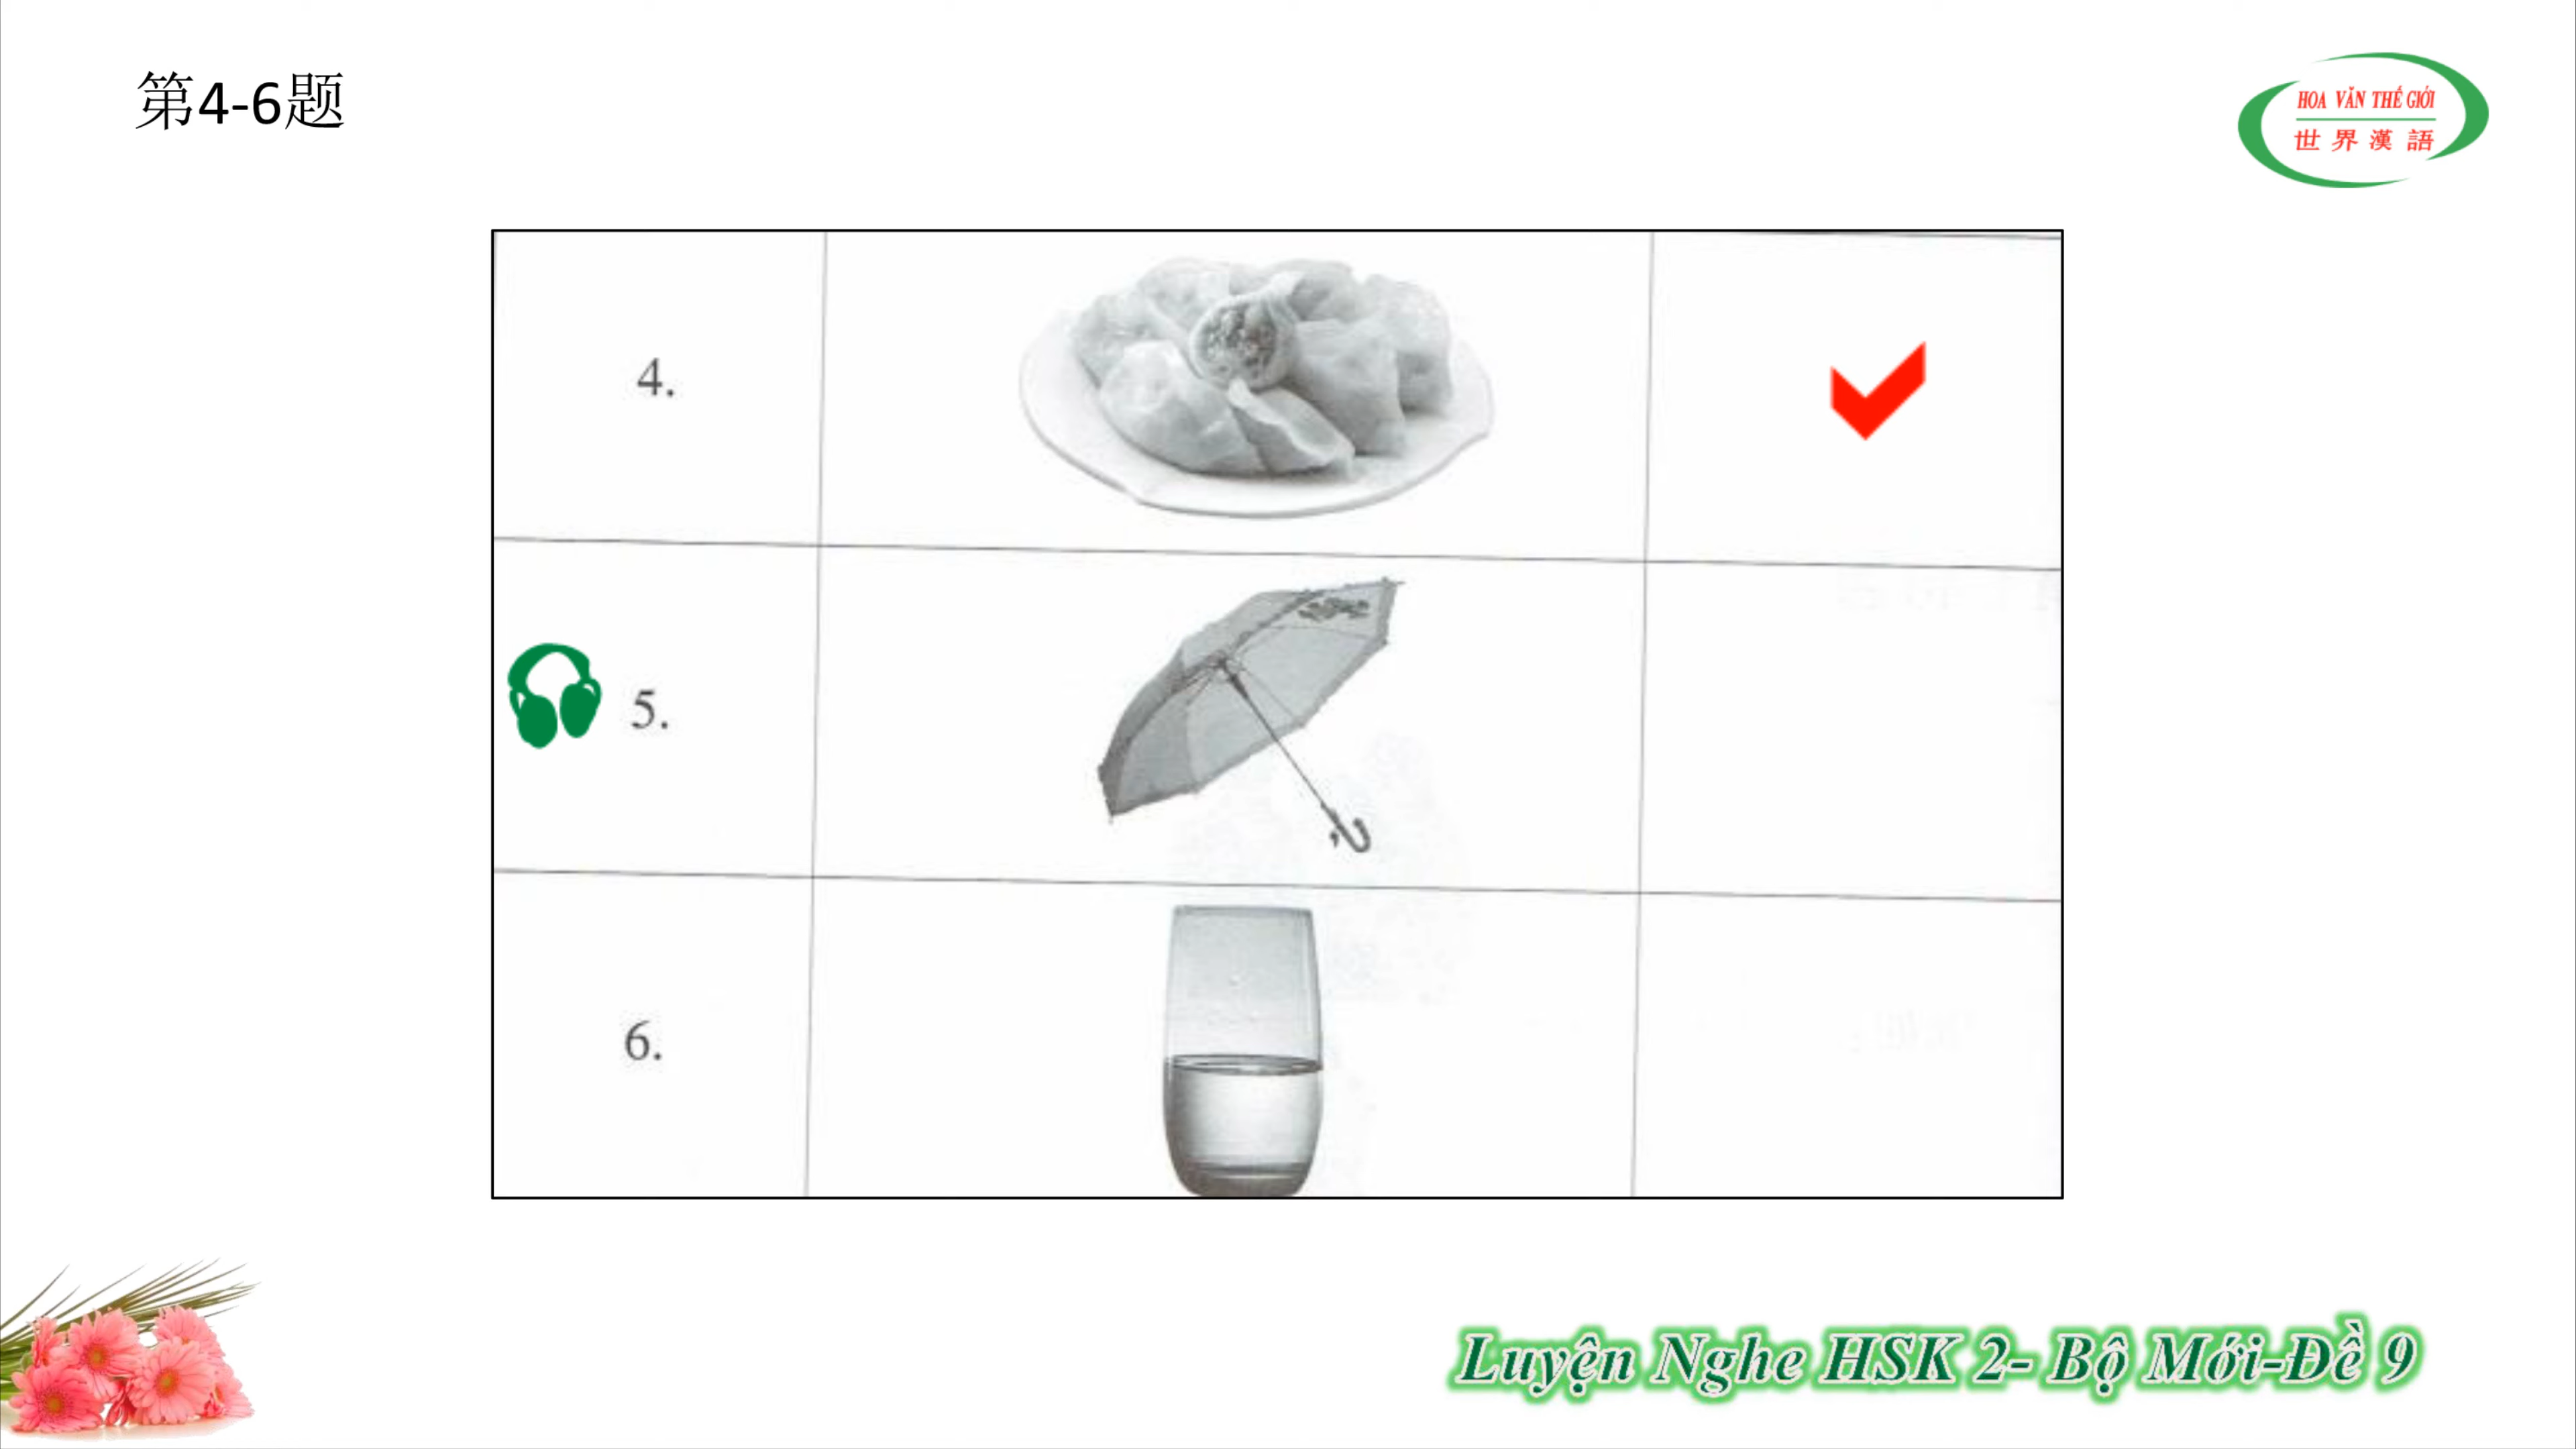 第4-6题
HOA VĂN THẾ GIỚI
世界漢語
4.
5.
6.
Luyện Nghe HSK 2- Bộ Mới-Đề 9